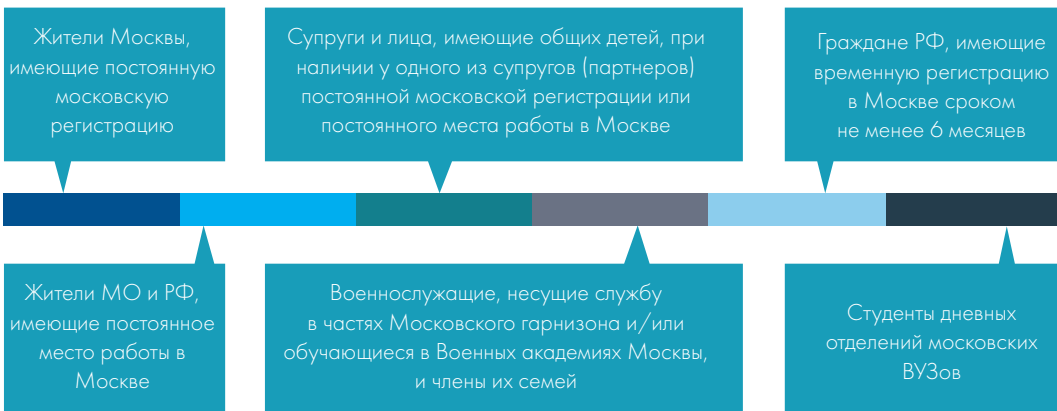 Жители Москвы,
имеющие постоянную
московскую
регистрацию
Супруги и лица, имеющие общих детей, при
наличии у одного из супругов (партнеров)
постоянной московской регистрации или
постоянного места работы в Москве
Граждане РФ, имеющие
временную регистрацию
в Москве сроком
не менее 6 месяцев
Жители МО и РФ,
имеющие постоянное
место работы в
Москве
Военнослужащие, несущие службу
в частях Московского гарнизона и/или
обучающиеся в Военных академиях Москвы,
и члены их семей
Студенты дневных
отделений московских
ВУЗов